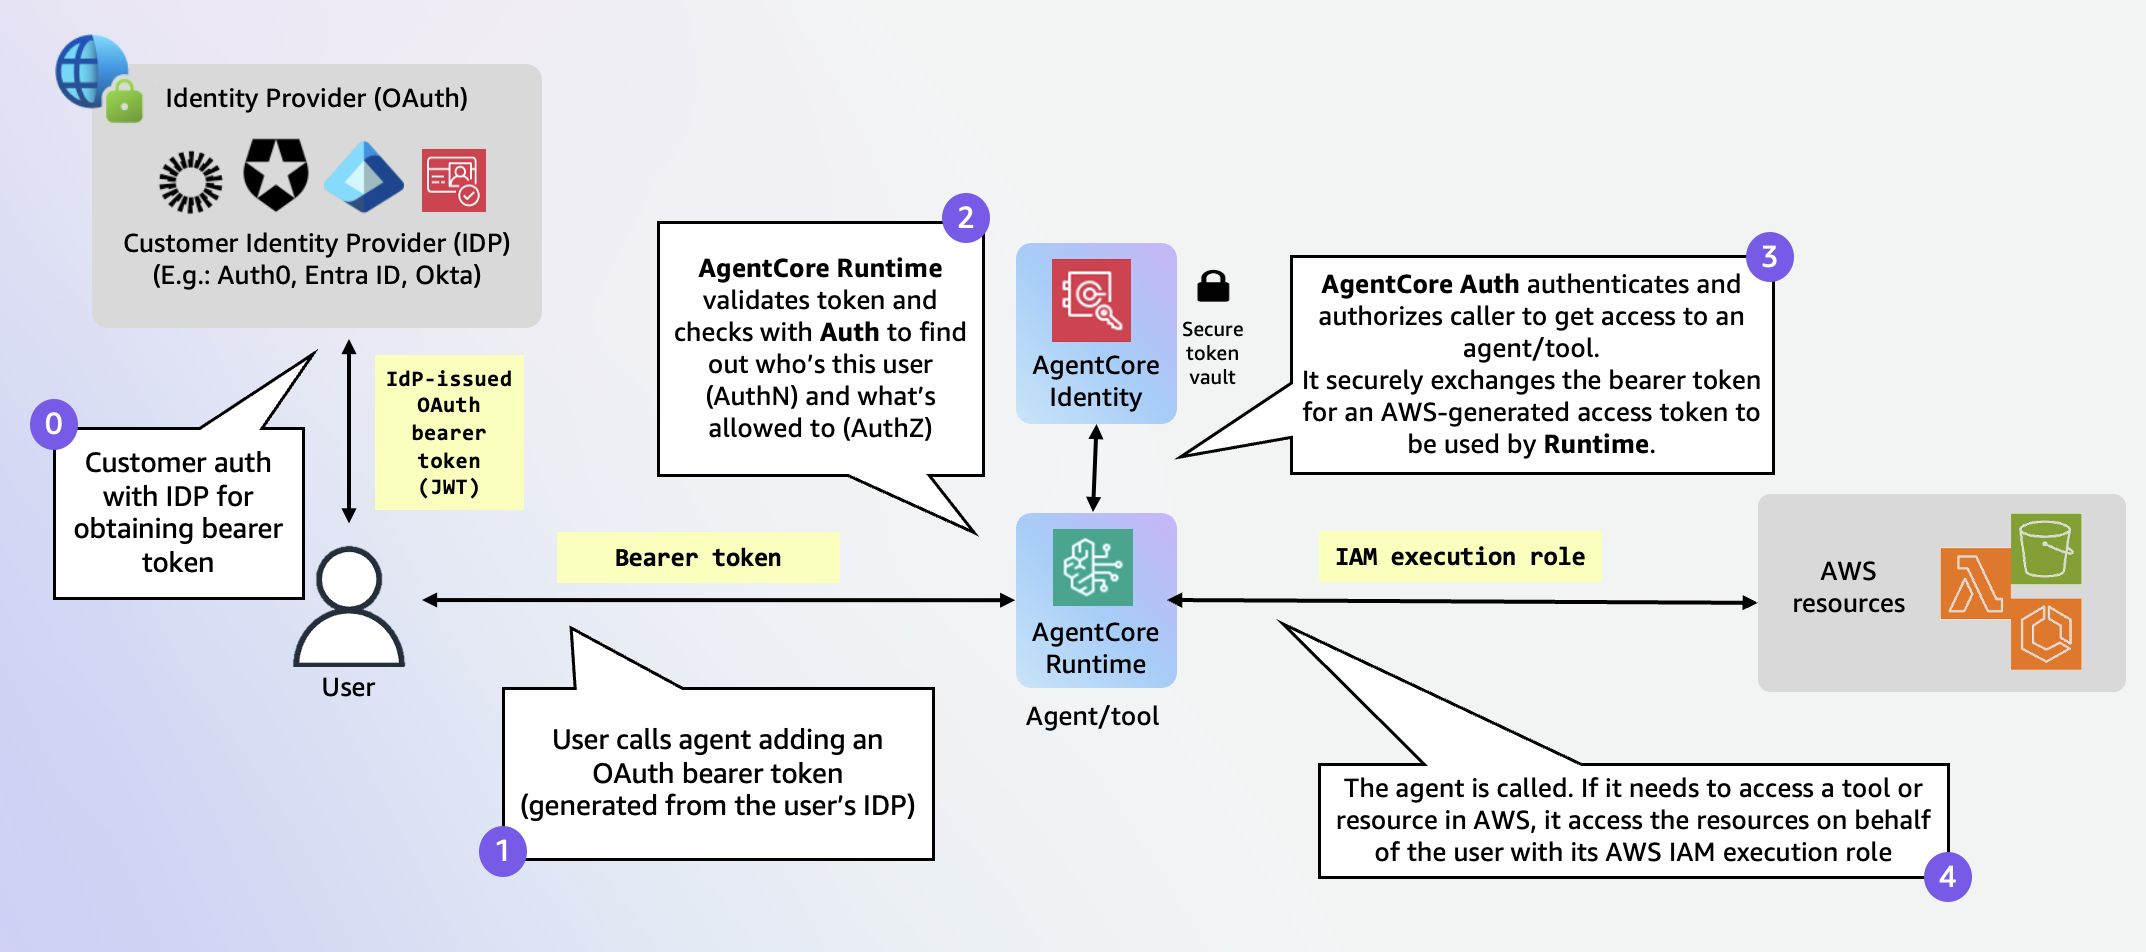 Identity Provider (OAuth)
Customer Identity Provider (IDP)
(E.g.: Auth0, Entra ID, Okta)
0
Customer auth
with IDP for
obtaining bearer
token
IdP-issued
OAuth
bearer
token
(JWT)
User
Bearer token
User calls agent adding an
OAuth bearer token
(generated from the user's IDP)
1
2
AgentCore Runtime
validates token and
checks with Auth to find
out who's this user
(AuthN) and what's
allowed to (AuthZ)
AgentCore
Identity
Secure
token
vault
AgentCore
Runtime
Agent/tool
3
AgentCore Auth authenticates and
authorizes caller to get access to an
agent/tool.
It securely exchanges the bearer token
for an AWS-generated access token to
be used by Runtime.
IAM execution role
AWS
resources
The agent is called. If it needs to access a tool or
resource in AWS, it access the resources on behalf
of the user with its AWS IAM execution role
4